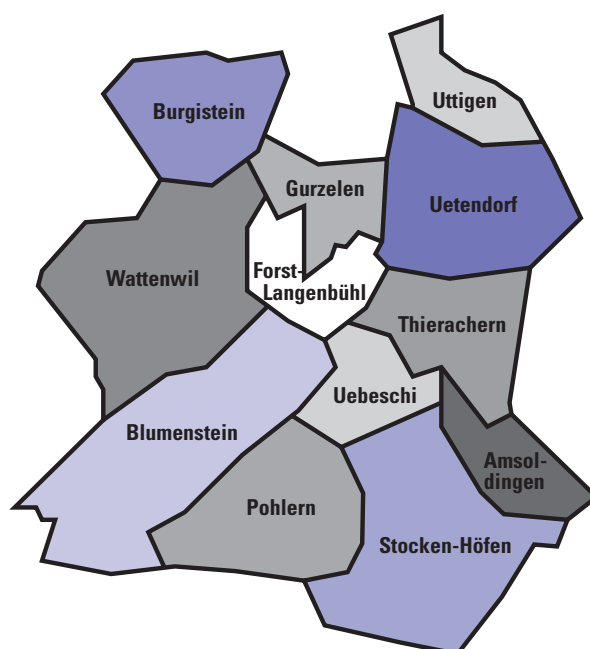 Uttigen
Burgistein
Gurzelen
Uetendorf
Forst-
Langenbühl
Wattenwil
Thierachern
Uebeschi
Blumenstein
Amsol-
dingen
Pohlern
Stocken-Höfen